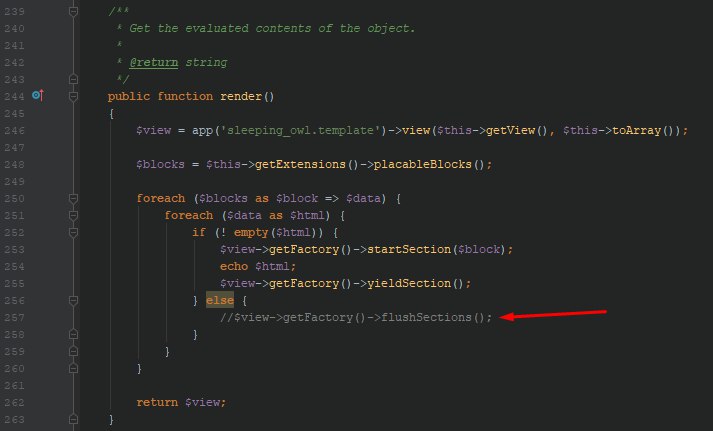 239 /**
240 * Get the evaluated contents of the object.
241 *
242 * @return string
243 */
244 public function render()
245 {
246 $view = app('sleeping_owl.template')->view($this->getView(), $this->toArray());
247
248 $blocks = $this->getExtensions()->placableBlocks();
249
250 foreach ($blocks as $block => $data) {
251 foreach ($data as $html) {
252 if (! empty($html)) {
253 $view->getFactory()->startSection($block);
254 echo $html;
255 $view->getFactory()->yieldSection();
256 } else {
257 //$view->getFactory()->flushSections();
258 }
259 }
260 }
261
262 return $view;
263 }